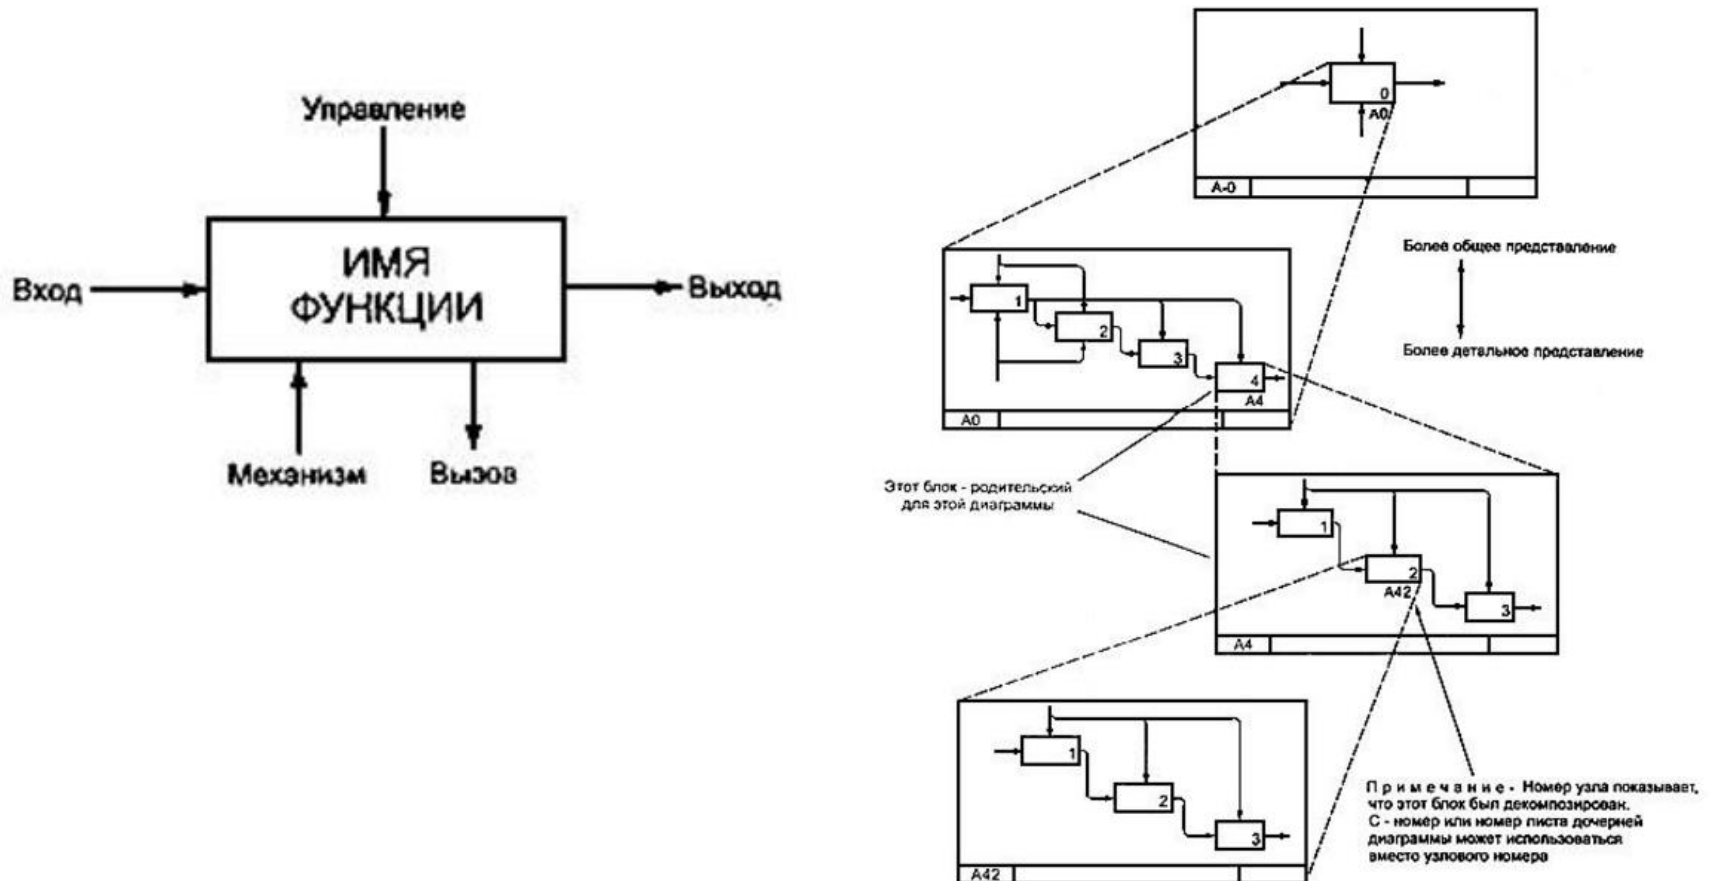 Управление
ИМЯ
ФУНКЦИИ
Вход
Выход
Механизм
Вызов
0
A0
A-0
Более общее представление
Более детальное представление
1
2
3
4
A4
A0
Этот блок - родительский
для этой диаграммы
1
2
A42
3
A4
1
2
3
A42
Примечание - Номер узла показывает,
что этот блок был декомпозирован.
С - номер или номер листа дочерней
диаграммы может использоваться
вместо узлового номера